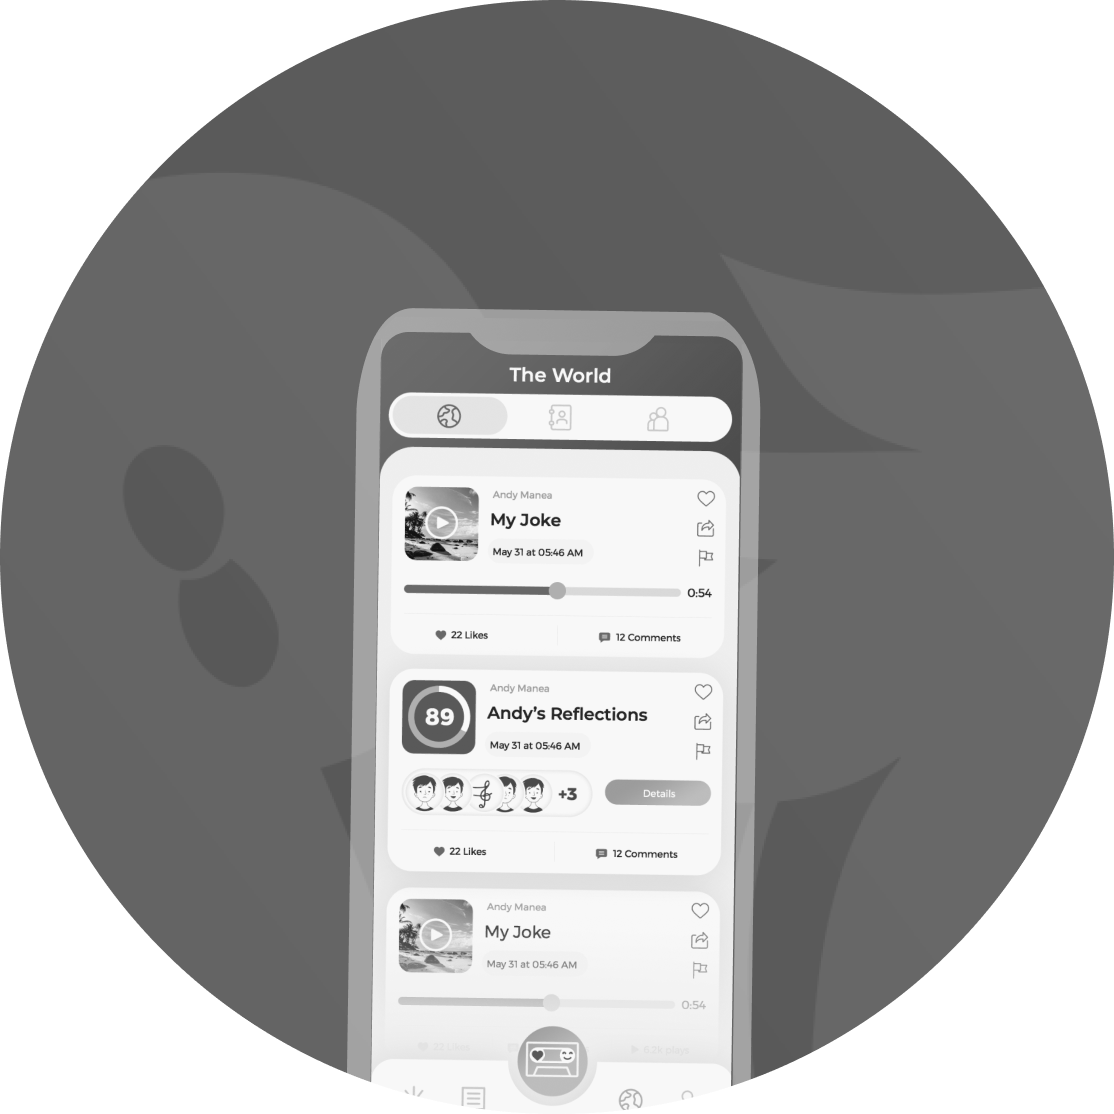 The World
Andy Manea
My Joke
May 31 at 05:46 AM
0:54
22 Likes
12 Comments
Andy Manea
89
Andy’s Reflections
May 31 at 05:46 AM
+3
Details
22 Likes
12 Comments
Andy Manea
My Joke
May 31 at 05:46 AM
0:54